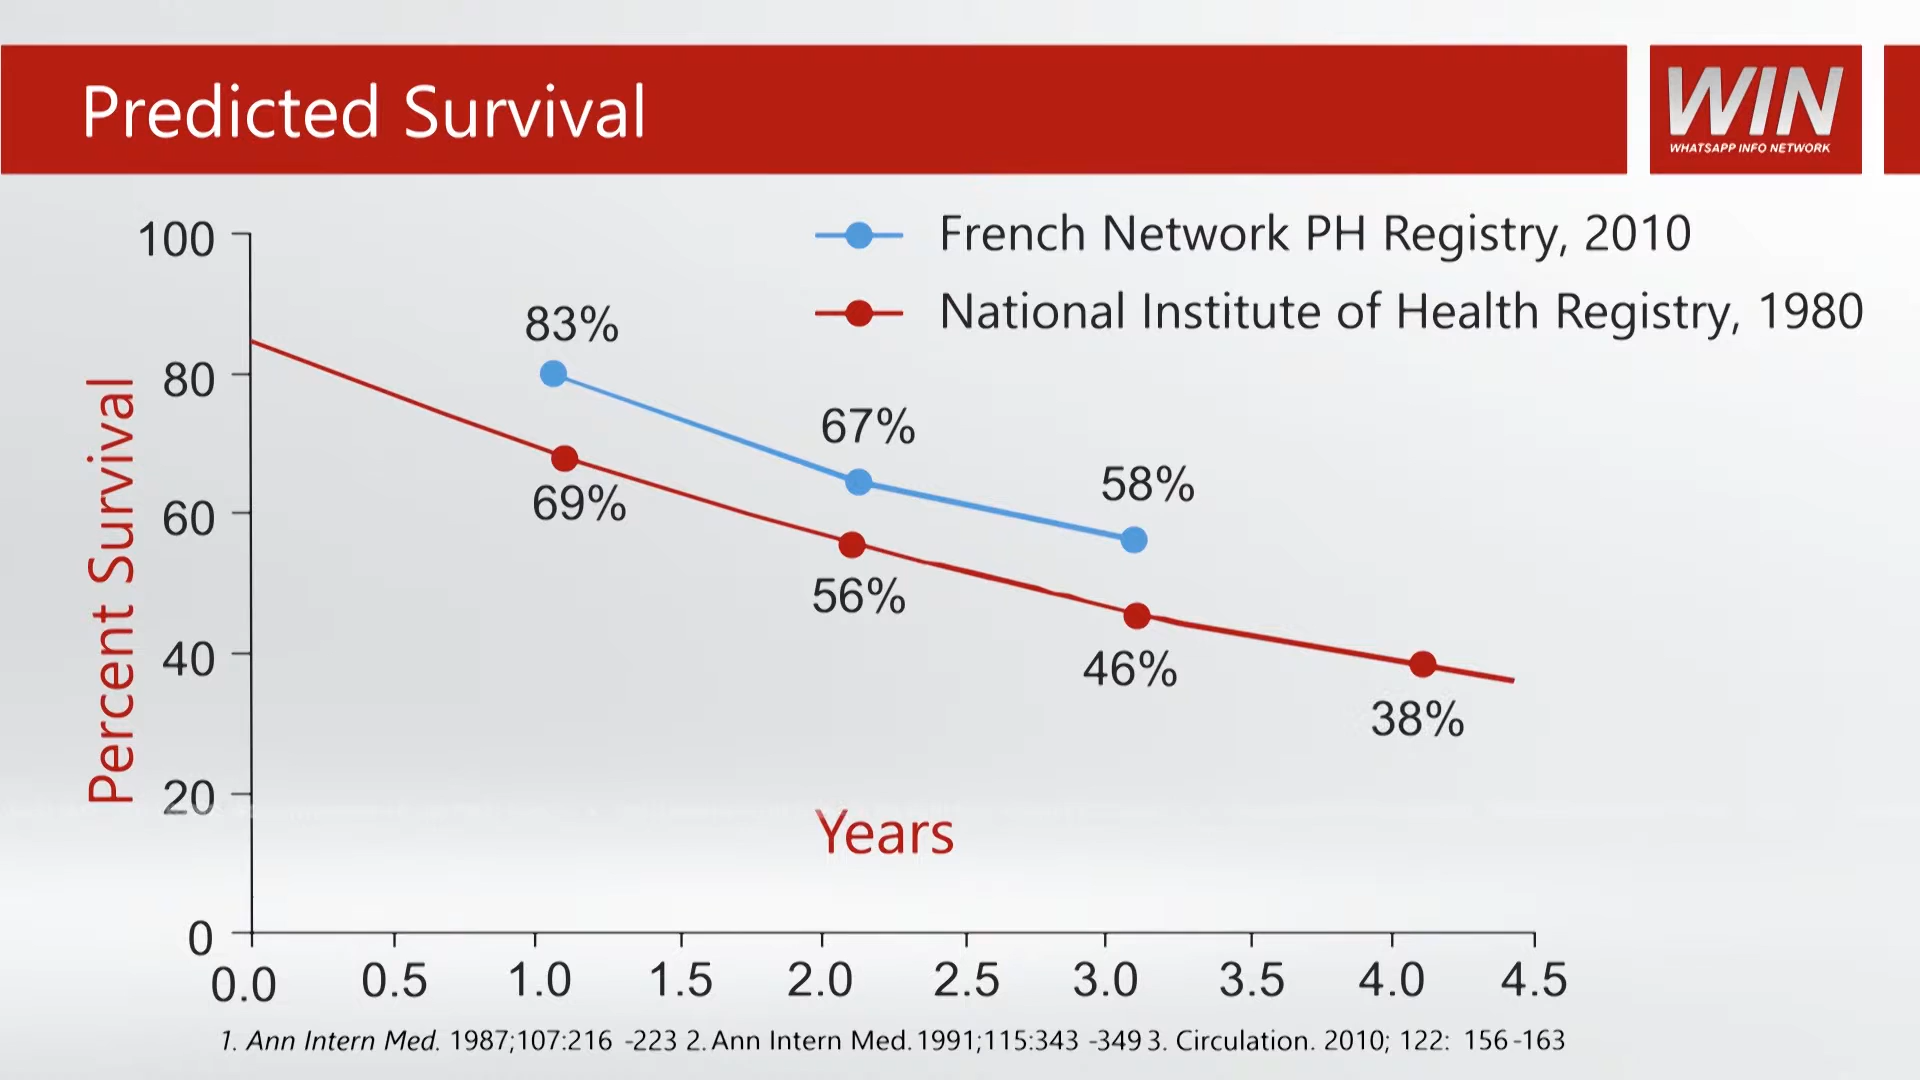 Predicted Survival
WIN
WHATSAPP INFO NETWORK
French Network PH Registry, 2010
National Institute of Health Registry, 1980
Percent Survival
100
80
60
40
20
0
83%
67%
58%
69%
56%
46%
38%
Years
0.0 0.5 1.0 1.5 2.0 2.5 3.0 3.5 4.0 4.5
1. Ann Intern Med. 1987;107:216 -223 2. Ann Intern Med. 1991;115:343 -349 3. Circulation. 2010; 122: 156-163